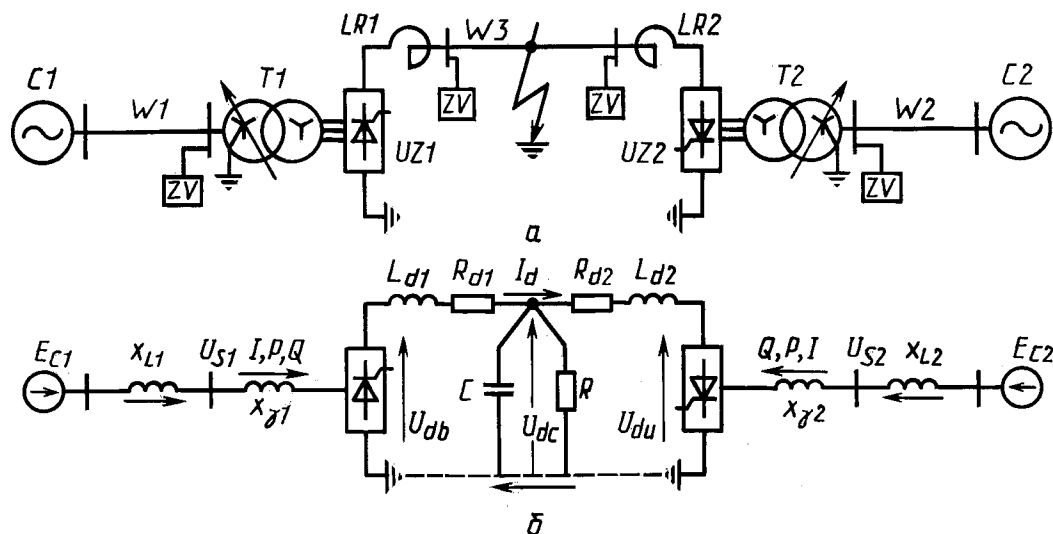 LR1 W3 LR2
C1 W1 T1 T2 W2 C2
ZV ZV
UZ1 UZ2
ZV ZV
а
L_d1 R_d1 I_d R_d2 L_d2
E_C1 x_L1 U_S1 I, P, Q Q, P, I U_S2 x_L2 E_C2
x_γ1 U_db C U_dc R U_du x_γ2
б